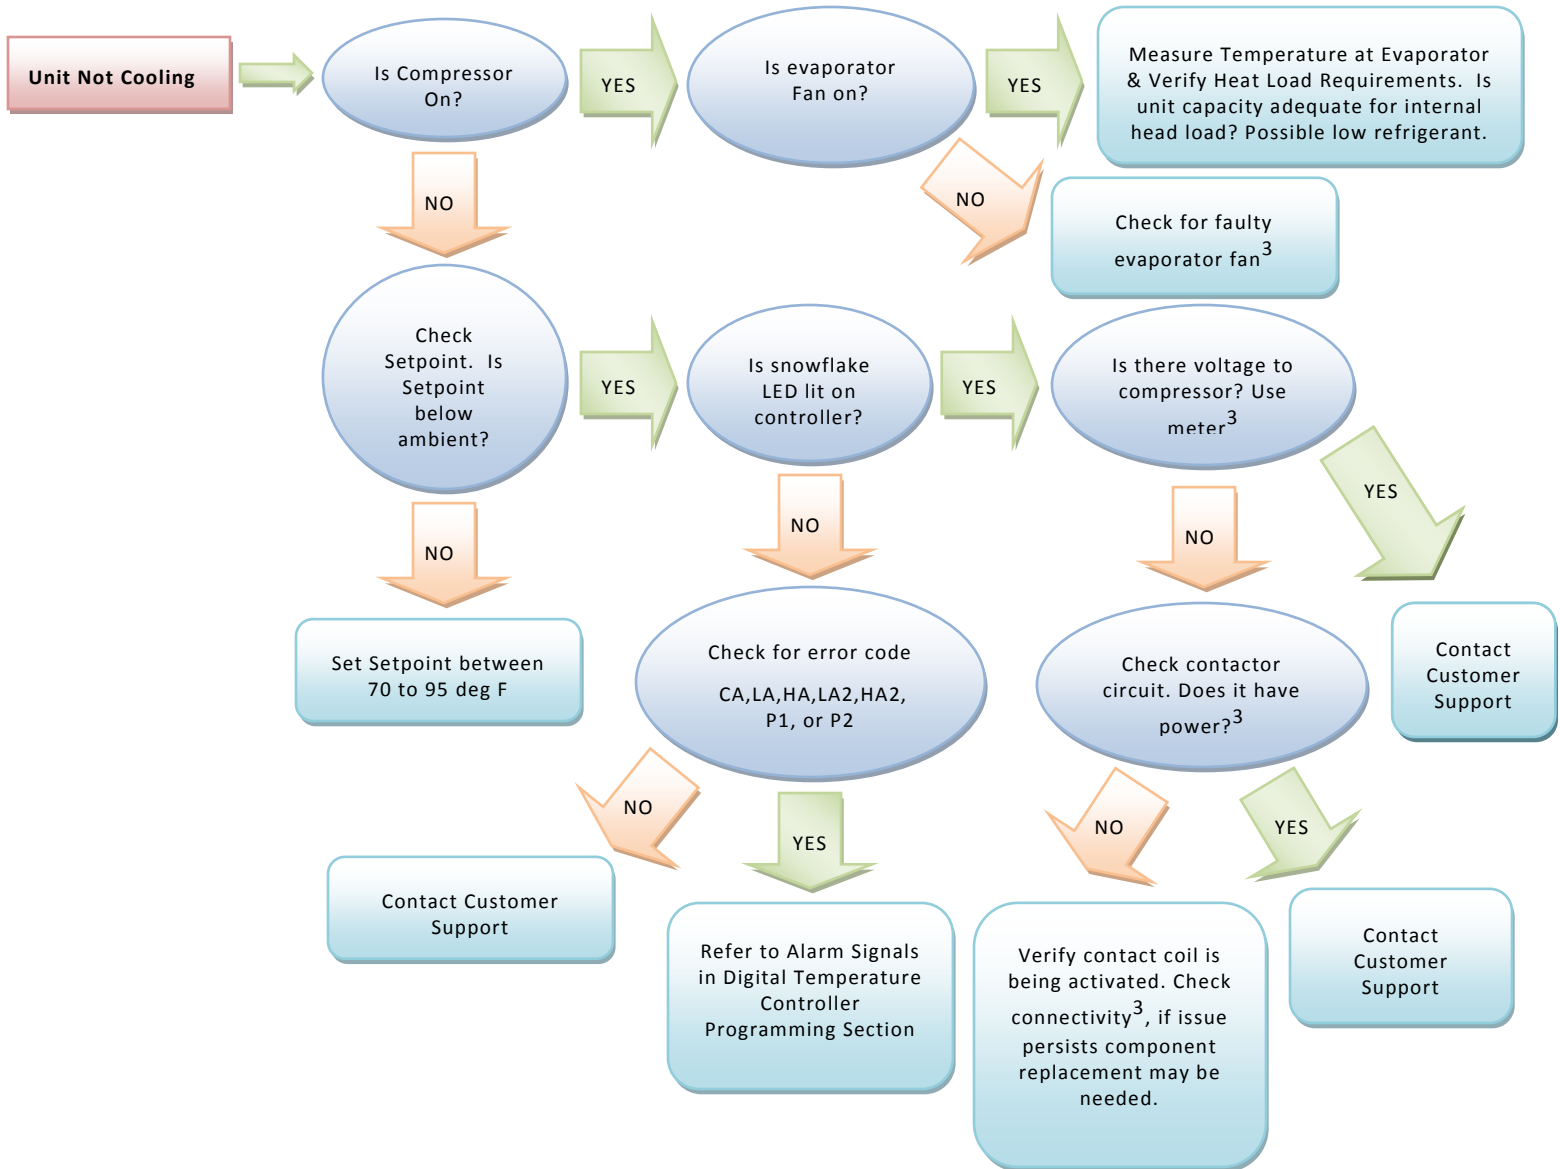 Unit Not Cooling
Is Compressor
On?
YES
Is evaporator
Fan on?
YES
Measure Temperature at Evaporator
& Verify Heat Load Requirements. Is
unit capacity adequate for internal
head load? Possible low refrigerant.
NO
NO
Check for faulty
evaporator fan3
Check
Setpoint. Is
Setpoint
below
ambient?
YES
Is snowflake
LED lit on
controller?
YES
Is there voltage to
compressor? Use
meter3
YES
NO
NO
NO
Set Setpoint between
70 to 95 deg F
Check for error code
CA,LA,HA,LA2,HA2,
P1, or P2
Check contactor
circuit. Does it have
power?3
Contact
Customer
Support
NO
YES
NO
YES
Contact Customer
Support
Refer to Alarm Signals
in Digital Temperature
Controller
Programming Section
Verify contact coil is
being activated. Check
connectivity3, if issue
persists component
replacement may be
needed.
Contact
Customer
Support